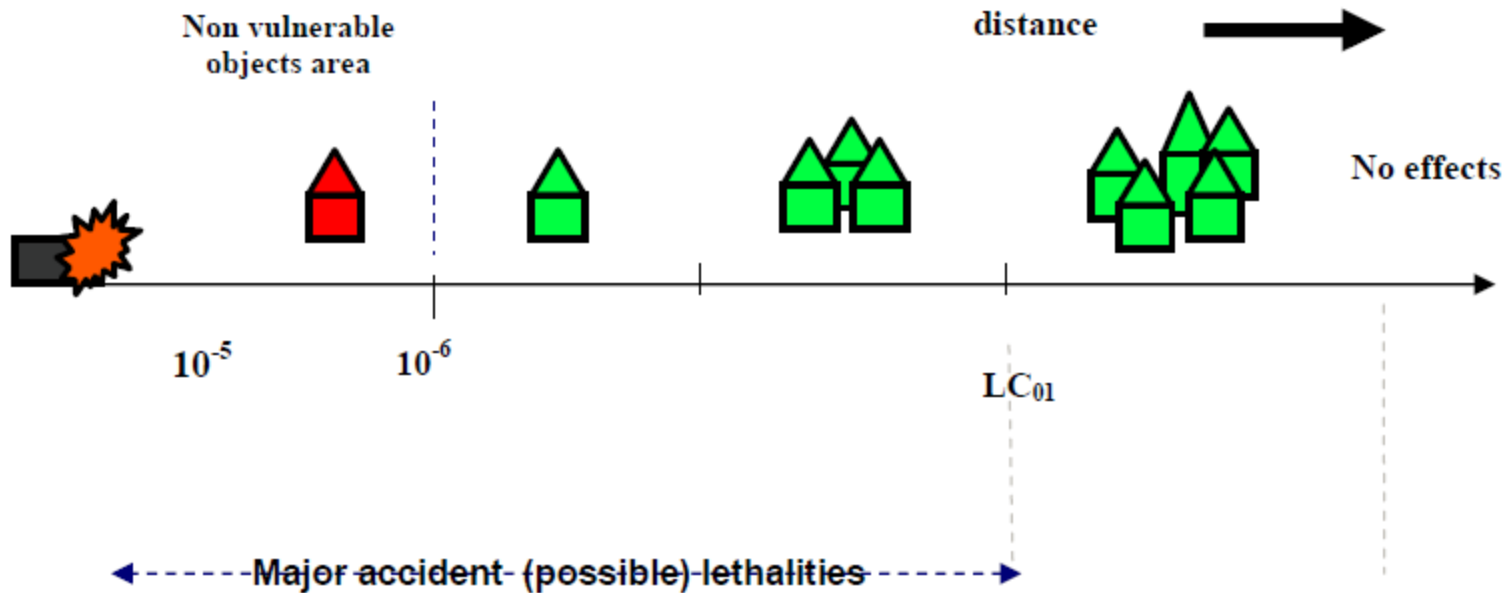 Non vulnerable
objects area
distance
No effects
10⁻⁵
10⁻⁶
LC₀₁
Major accident (possible) lethalities